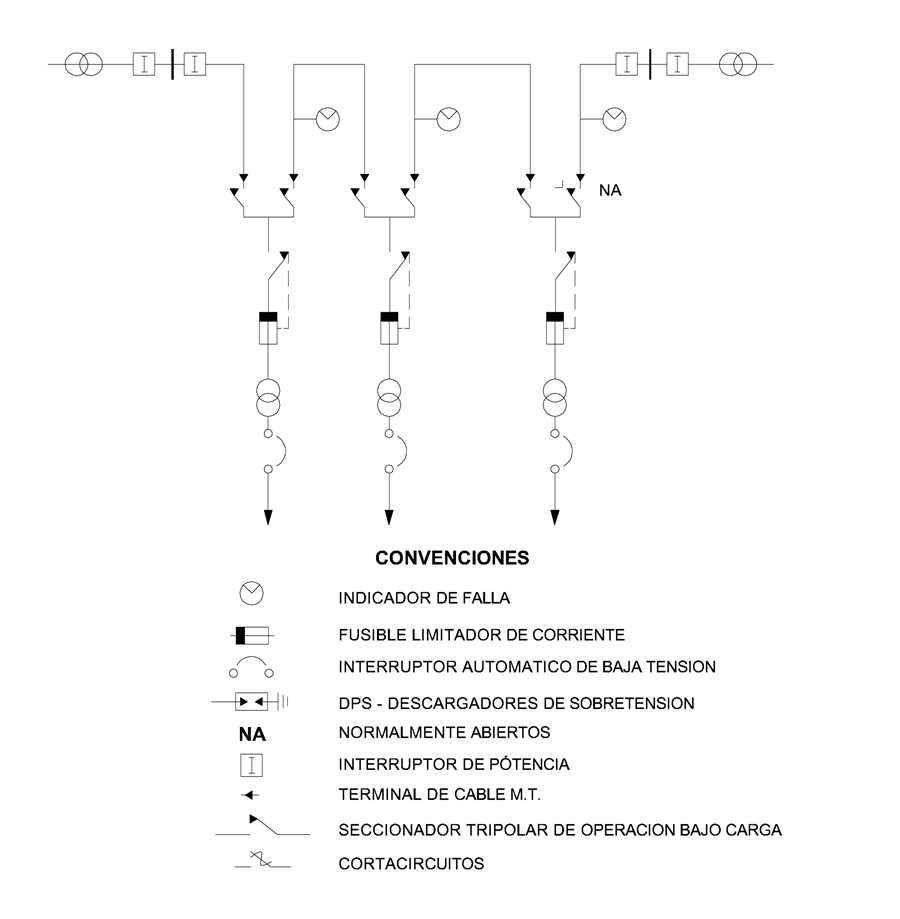 I I I I
NA
CONVENCIONES
INDICADOR DE FALLA
FUSIBLE LIMITADOR DE CORRIENTE
INTERRUPTOR AUTOMATICO DE BAJA TENSION
DPS - DESCARGADORES DE SOBRETENSION
NA NORMALMENTE ABIERTOS
I INTERRUPTOR DE PÓTENCIA
TERMINAL DE CABLE M.T.
SECCIONADOR TRIPOLAR DE OPERACION BAJO CARGA
CORTACIRCUITOS